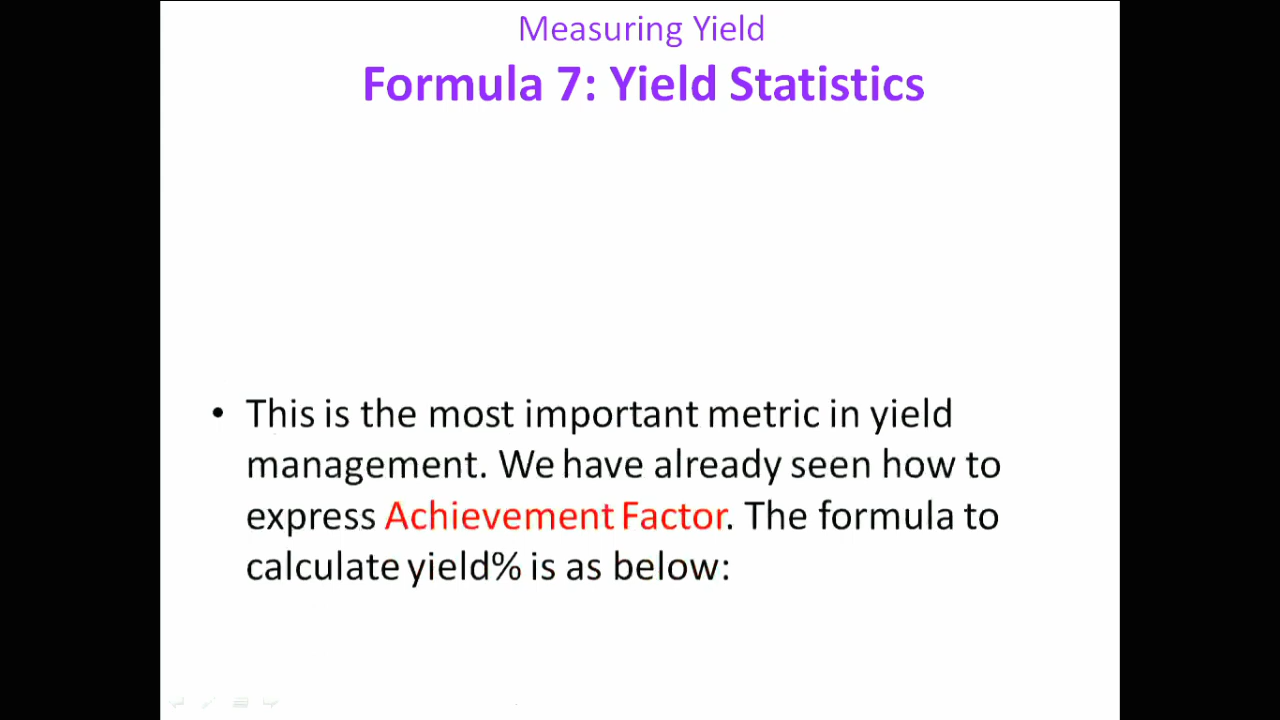 Measuring Yield
Formula 7: Yield Statistics
• This is the most important metric in yield
management. We have already seen how to
express Achievement Factor. The formula to
calculate yield% is as below: